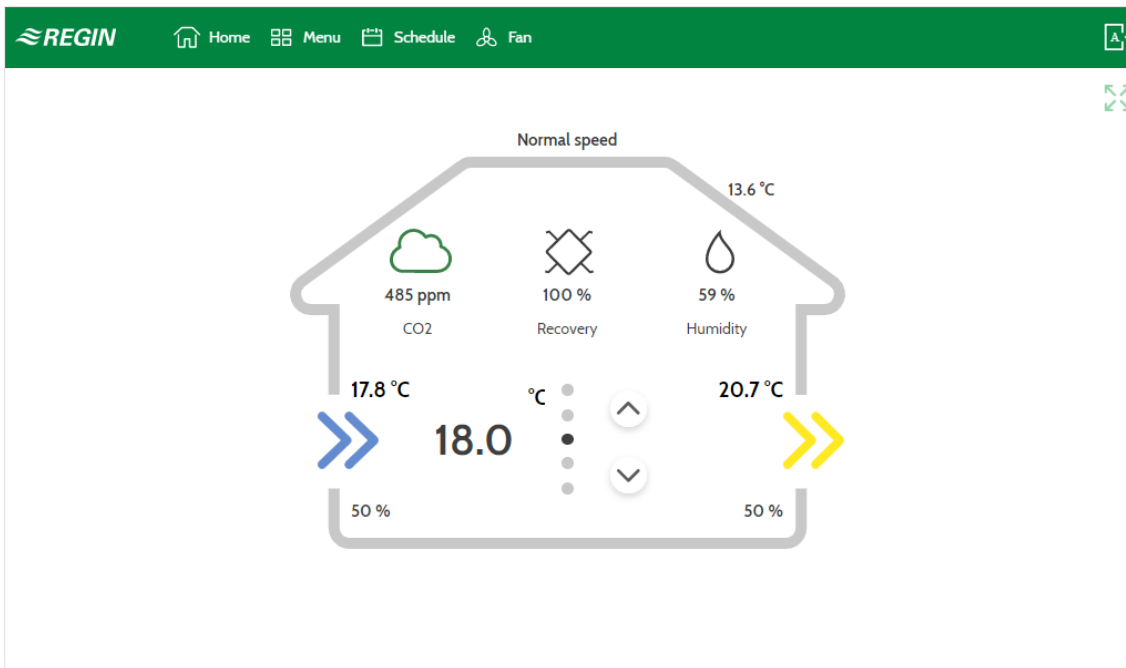 REGIN Home Menu Schedule Fan A
Normal speed
13.6 °C
485 ppm 100 % 59 %
CO2 Recovery Humidity
17.8 °C °C 20.7 °C
18.0
50 % 50 %